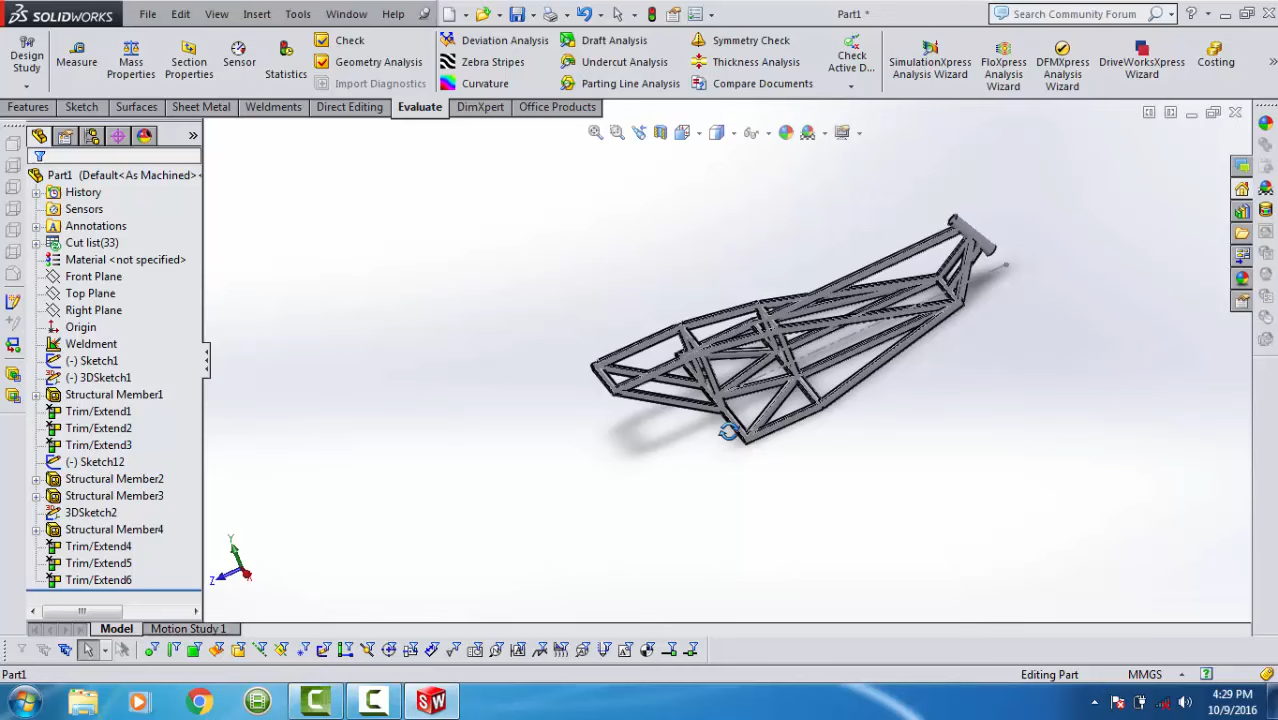 SOLIDWORKS File Edit View Insert Tools Window Help Part1 * Search Community Forum
Design Study
Measure
Mass Properties
Section Properties
Sensor
Statistics
Check
Geometry Analysis
Import Diagnostics
Deviation Analysis
Zebra Stripes
Curvature
Draft Analysis
Undercut Analysis
Parting Line Analysis
Symmetry Check
Thickness Analysis
Compare Documents
Check Active D...
SimulationXpress Analysis Wizard
FloXpress Analysis Wizard
DFMXpress Analysis Wizard
DriveWorksXpress Wizard
Costing
Features Sketch Surfaces Sheet Metal Weldments Direct Editing Evaluate DimXpert Office Products
Part1 (Default<As Machined>
History
Sensors
Annotations
Cut list(33)
Material <not specified>
Front Plane
Top Plane
Right Plane
Origin
Weldment
(-) Sketch1
(-) 3DSketch1
Structural Member1
Trim/Extend1
Trim/Extend2
Trim/Extend3
(-) Sketch12
Structural Member2
Structural Member3
3DSketch2
Structural Member4
Trim/Extend4
Trim/Extend5
Trim/Extend6
Y
Z
X
Model Motion Study 1
Part1 Editing Part MMGS
4:29 PM
10/9/2016